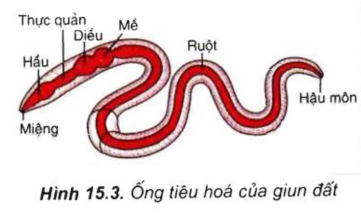 Thực quản
Diều
Mề
Hầu
Ruột
Miệng
Hậu môn
Hình 15.3. Ống tiêu hoá của giun đất